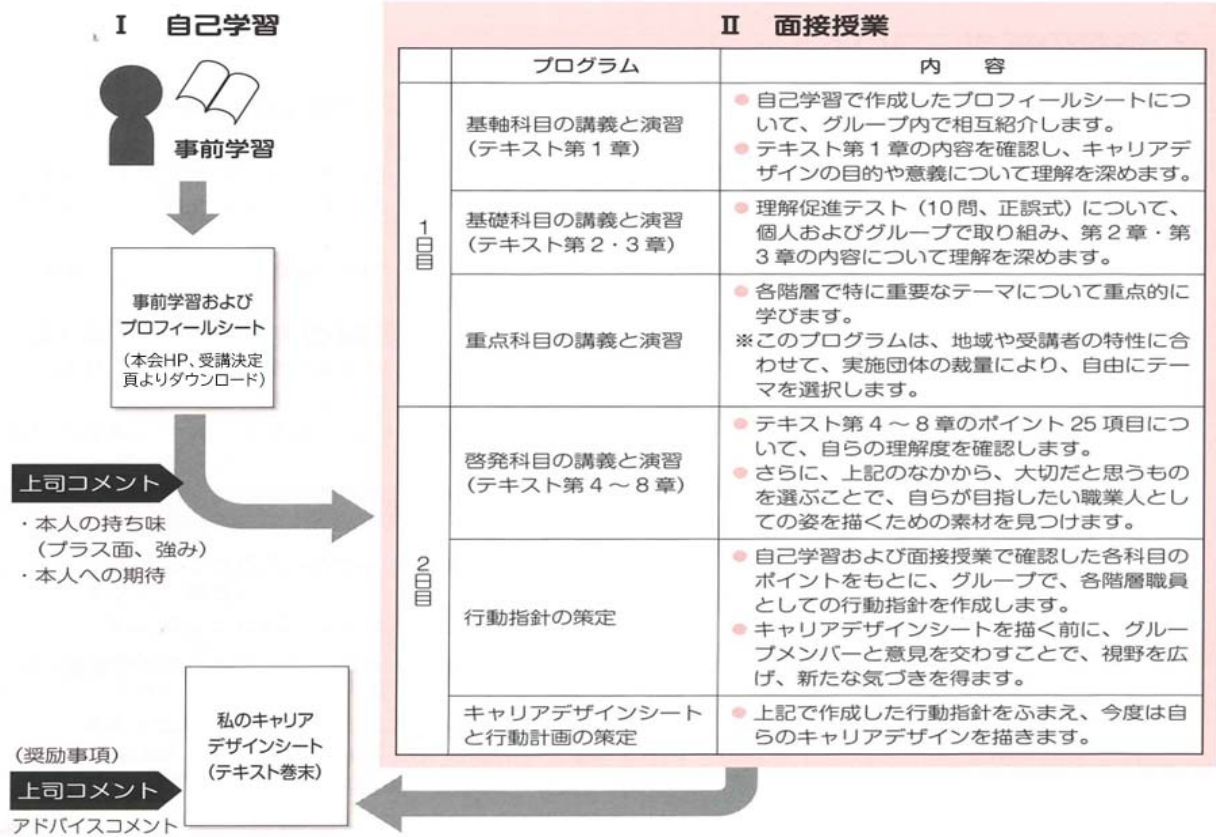 Ⅰ 自己学習
事前学習
事前学習および
プロフィールシート
(本会HP、受講決定
頁よりダウンロード)
上司コメント
・本人の持ち味
(プラス面、強み)
・本人への期待
私のキャリア
デザインシート
(テキスト巻末)
(奨励事項)
上司コメント
アドバイスコメント
Ⅱ 面接授業
プログラム
内 容
1日目
基軸科目の講義と演習
(テキスト第1章)
● 自己学習で作成したプロフィールシートにつ
いて、グループ内で相互紹介します。
● テキスト第1章の内容を確認し、キャリアデ
ザインの目的や意義について理解を深めます。
基礎科目の講義と演習
(テキスト第2・3章)
● 理解促進テスト(10問、正誤式)について、
個人およびグループで取り組み、第2章・第
3章の内容について理解を深めます。
重点科目の講義と演習
● 各階層で特に重要なテーマについて重点的に
学びます。
※このプログラムは、地域や受講者の特性に合
わせて、実施団体の裁量により、自由にテー
マを選択します。
2日目
啓発科目の講義と演習
(テキスト第4~8章)
● テキスト第4~8章のポイント25項目につ
いて、自らの理解度を確認します。
● さらに、上記のなかから、大切だと思うもの
を選ぶことで、自らが目指したい職業人とし
ての姿を描くための素材を見つけます。
行動指針の策定
● 自己学習および面接授業で確認した各科目の
ポイントをもとに、グループで、各階層職員
としての行動指針を作成します。
● キャリアデザインシートを描く前に、グルー
プメンバーと意見を交わすことで、視野を広
げ、新たな気づきを得ます。
キャリアデザインシート
と行動計画の策定
● 上記で作成した行動指針をふまえ、今度は自
らのキャリアデザインを描きます。